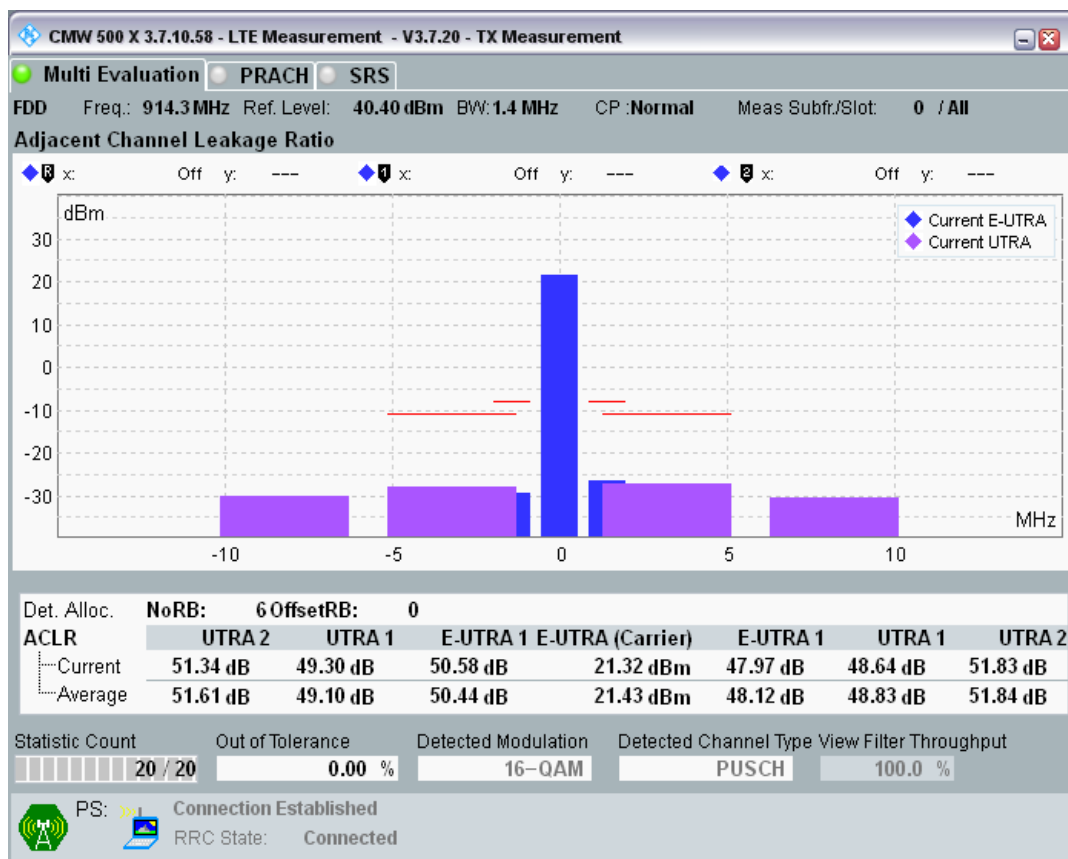 CMW 500 X 3.7.10.58 - LTE Measurement - V3.7.20 - TX Measurement
Multi Evaluation PRACH SRS
FDD Freq.: 914.3 MHz Ref. Level: 40.40 dBm BW: 1.4 MHz CP :Normal Meas Subfr./Slot: 0 / All
Adjacent Channel Leakage Ratio
R x: Off y: --- 1 x: Off y: --- 2 x: Off y: ---
dBm
Current E-UTRA
Current UTRA
30
20
10
0
-10
-20
-30
MHz
-10 -5 0 5 10
Det. Alloc. NoRB: 6 OffsetRB: 0
ACLR UTRA 2 UTRA 1 E-UTRA 1 E-UTRA (Carrier) E-UTRA 1 UTRA 1 UTRA 2
Current 51.34 dB 49.30 dB 50.58 dB 21.32 dBm 47.97 dB 48.64 dB 51.83 dB
Average 51.61 dB 49.10 dB 50.44 dB 21.43 dBm 48.12 dB 48.83 dB 51.84 dB
Statistic Count Out of Tolerance Detected Modulation Detected Channel Type View Filter Throughput
20 / 20 0.00 % 16-QAM PUSCH 100.0 %
PS: Connection Established
RRC State: Connected